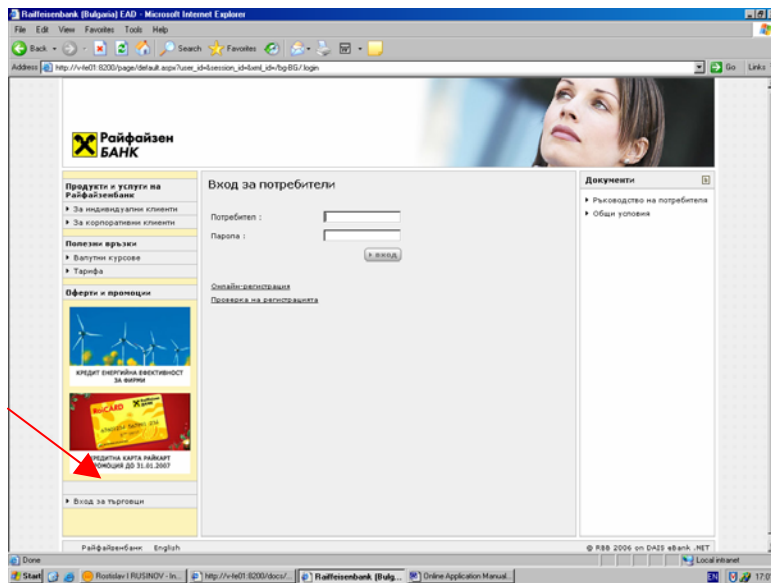 Raiffeisenbank (Bulgaria) EAD - Microsoft Internet Explorer
File Edit View Favorites Tools Help
Back Search Favorites
Address http://v-fe01:8200/page/default.aspx?user_id=&session_id=&xml_id=/bg-BG/.login Go Links
Райфайзен
БАНК
Продукти и услуги на
Райфайзенбанк
За индивидуални клиенти
За корпоративни клиенти
Полезни връзки
Валутни курсове
Тарифа
Оферти и промоции
КРЕДИТ ЕНЕРГИЙНА ЕФЕКТИВНОСТ
ЗА ФИРМИ
RaiCARD Райфайзен
БАНК
КРЕДИТНА КАРТА РАЙКАРТ
ПРОМОЦИЯ ДО 31.01.2007
Вход за търговци
Вход за потребители
Потребител :
Парола :
вход
Онлайн-регистрация
Проверка на регистрацията
Документи
Ръководство на потребителя
Общи условия
Райфайзенбанк English
© RBB 2006 on DAIS eBank .NET
Done Local intranet
Start Rostislav I RUSINOV - In... http://v-fe01:8200/docs/... Raiffeisenbank (Bulg... Online Application Manual... EN